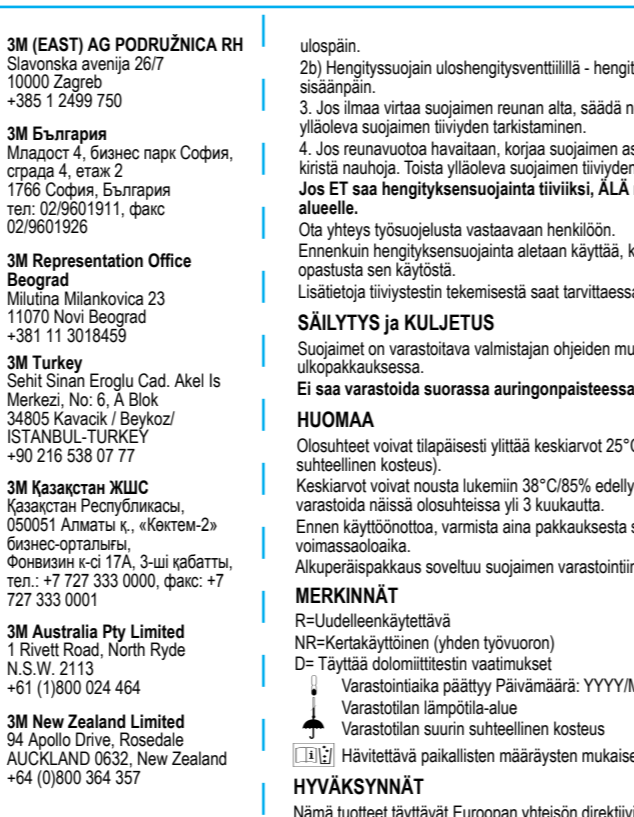 3M (EAST) AG PODRUŽNICA RH
Slavonska avenija 26/7
10000 Zagreb
+385 1 2499 750
3M България
Младост 4, бизнес парк София,
сграда 4, етаж 2
1766 София, България
тел: 02/9601911, факс
02/9601926
3M Representation Office
Beograd
Milutina Milankovica 23
11070 Novi Beograd
+381 11 3018459
3M Turkey
Sehit Sinan Eroglu Cad. Akel Is
Merkezi, No: 6, A Blok
34805 Kavacik / Beykoz/
ISTANBUL-TURKEY
+90 216 538 07 77
3М Қазақстан ЖШС
Қазақстан Республикасы,
050051 Алматы қ., «Көктем-2»
бизнес-орталығы,
Фонвизин к-сі 17А, 3-ші қабатты,
тел.: +7 727 333 0000, факс: +7
727 333 0001
3M Australia Pty Limited
1 Rivett Road, North Ryde
N.S.W. 2113
+61 (1)800 024 464
3M New Zealand Limited
94 Apollo Drive, Rosedale
AUCKLAND 0632, New Zealand
+64 (0)800 364 357
ulospäin.
2b) Hengityssuojain uloshengitysventtiilillä - hengit
sisäänpäin.
3. Jos ilmaa virtaa suojaimen reunan alta, säädä n
ylläoleva suojaimen tiiviyden tarkistaminen.
4. Jos reunavuotoa havaitaan, korjaa suojaimen as
kiristä nauhoja. Toista ylläoleva suojaimen tiiviyden
Jos ET saa hengityksensuojainta tiiviiksi, ÄLÄ
alueelle.
Ota yhteys työsuojelusta vastaavaan henkilöön.
Ennenkuin hengityksensuojainta aletaan käyttää, k
opastusta sen käytöstä.
Lisätietoja tiiviystestin tekemisestä saat tarvittaessa
SÄILYTYS ja KULJETUS
Suojaimet on varastoitava valmistajan ohjeiden mu
ulkopakkauksessa.
Ei saa varastoida suorassa auringonpaisteessa
HUOMAA
Olosuhteet voivat tilapäisesti ylittää keskiarvot 25°C
suhteellinen kosteus).
Keskiarvot voivat nousta lukemiin 38°C/85% edelly
varastoida näissä olosuhteissa yli 3 kuukautta.
Ennen käyttöönottoa, varmista aina pakkauksesta s
voimassaoloaika.
Alkuperäispakkaus soveltuu suojaimen varastointiin
MERKINNÄT
R=Uudelleenkäytettävä
NR=Kertakäyttöinen (yhden työvuoron)
D= Täyttää dolomiittitestin vaatimukset
Varastointiaika päättyy Päivämäärä: YYYY/M
Varastotilan lämpötila-alue
Varastotilan suurin suhteellinen kosteus
Hävitettävä paikallisten määräysten mukaise
HYVÄKSYNNÄT
Nämä tuotteet täyttävät Euroopan yhteisön direktiivi